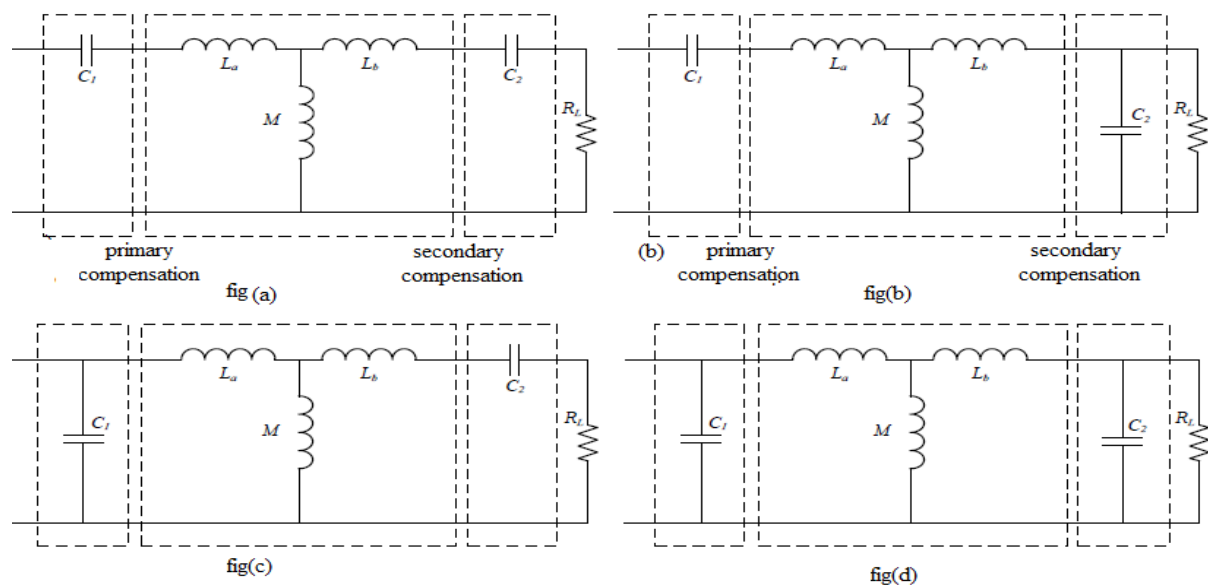 C1
La
Lb
C2
M
RL
primary
compensation
secondary
compensation
fig (a)
C1
La
Lb
M
C2
RL
(b)
primary
compensation
secondary
compensation
fig(b)
C1
La
Lb
C2
M
RL
fig(c)
C1
La
Lb
M
C2
RL
fig(d)